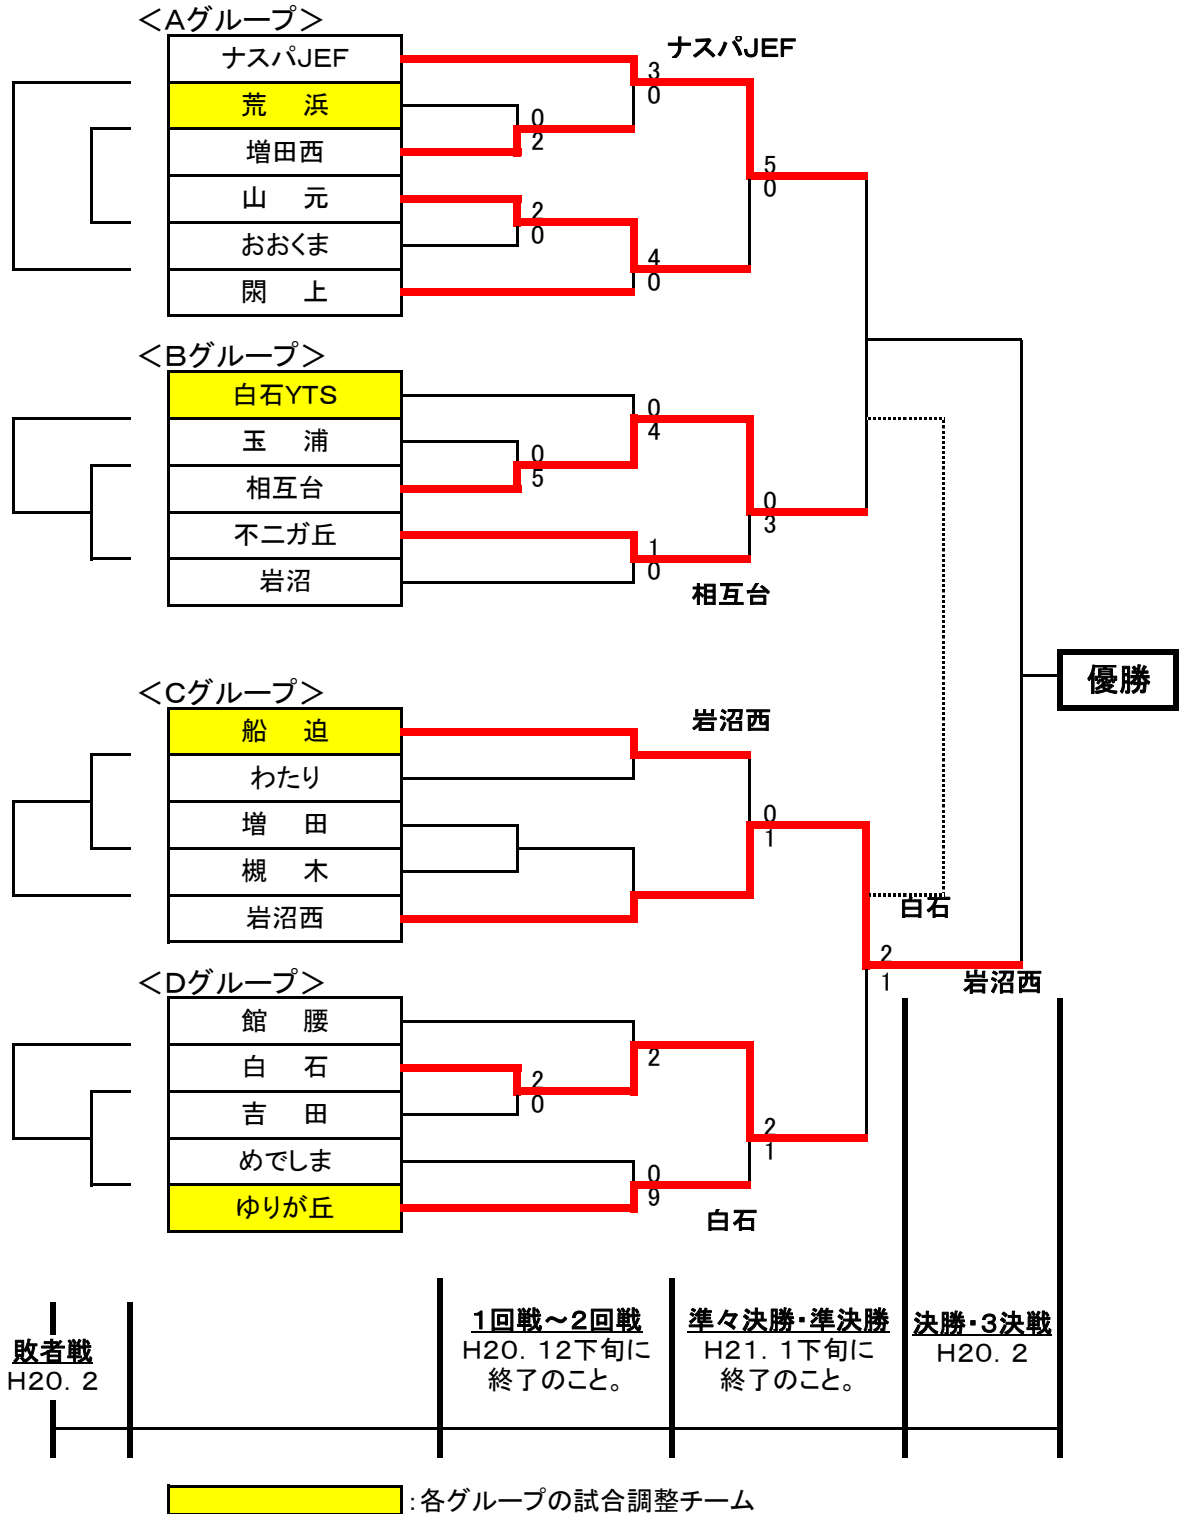 ＜Aグループ＞
ナスパJEF
荒　浜
増田西
山　元
おおくま
閖　上
ナスパJEF
3
0
0
2
2
0
4
0
5
0
＜Bグループ＞
白石YTS
玉　浦
相互台
不二ガ丘
岩沼
0
4
0
5
1
0
0
3
相互台
優勝
＜Cグループ＞
船　迫
わたり
増　田
槻　木
岩沼西
岩沼西
0
1
白石
2
1
岩沼西
＜Dグループ＞
館　腰
白　石
吉　田
めでしま
ゆりが丘
2
2
0
0
9
2
1
白石
敗者戦
H20．2
1回戦～2回戦
H20．12下旬に
終了のこと。
準々決勝・準決勝
H21．1下旬に
終了のこと。
決勝・3決戦
H20．2
：各グループの試合調整チーム